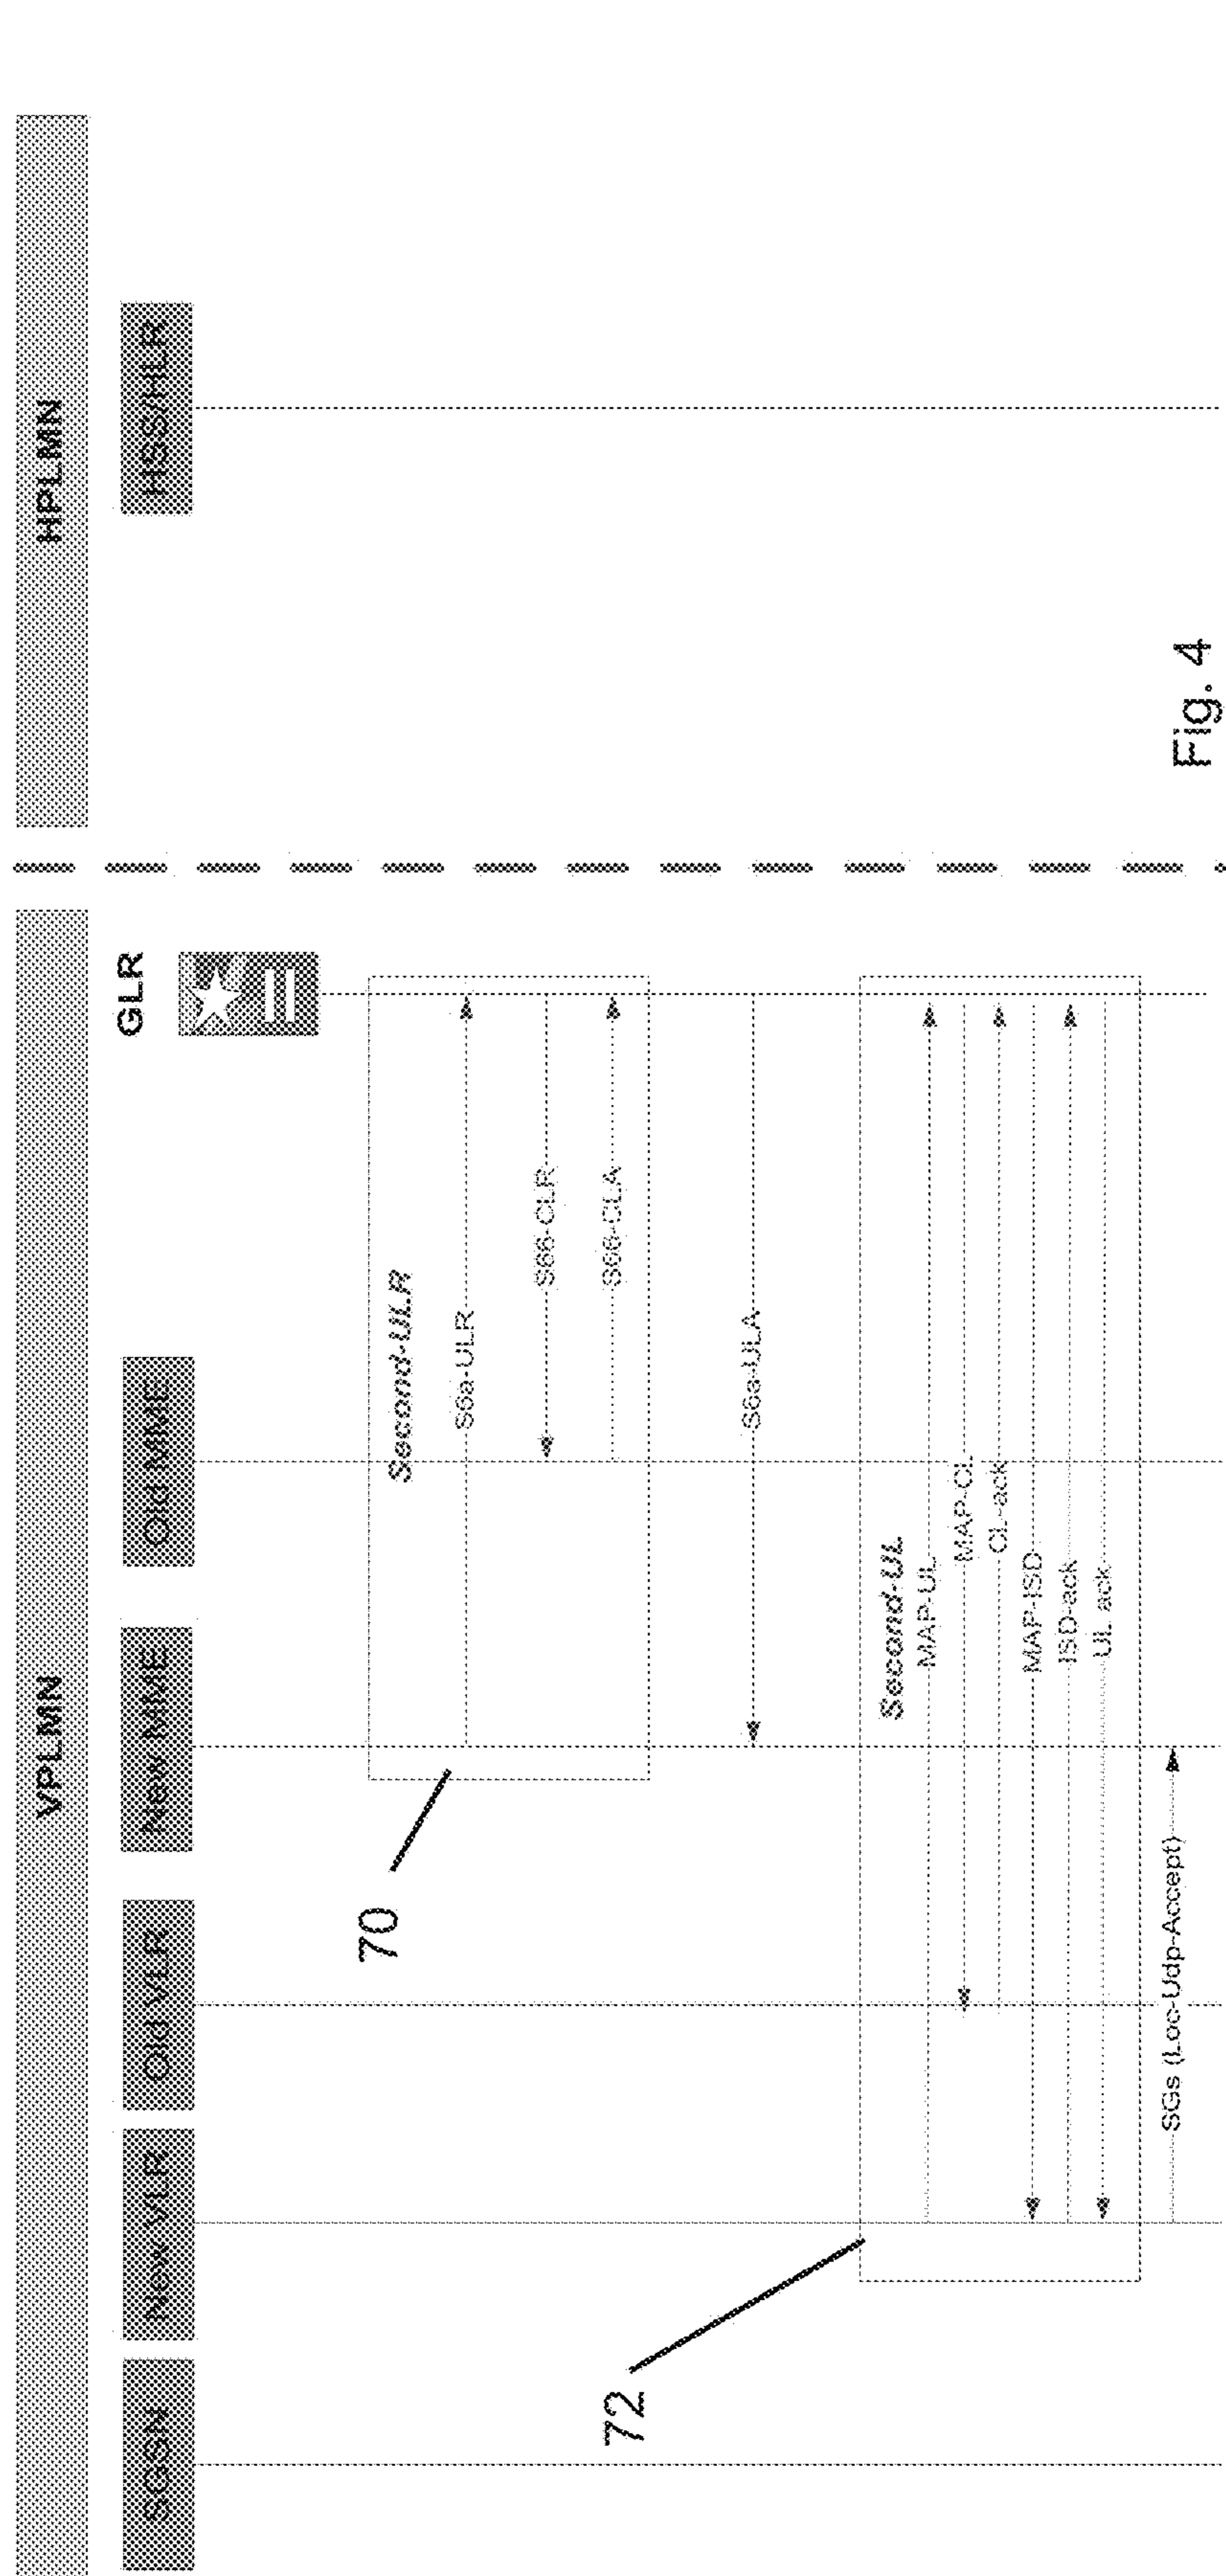 VPLMN
HPLMN
SGSN
New VLR
Old VLR
New MME
Old MME
GLR
HSS/HLR
70
Second-ULR
S6a-ULR
S66-CLR
S66-CLA
S6a-ULA
72
Second-UL
MAP-UL
MAP-CL
CL-ack
MAP-ISD
ISD-ack
UL ack
SGs (Loc-Udp-Accept)
Fig. 4